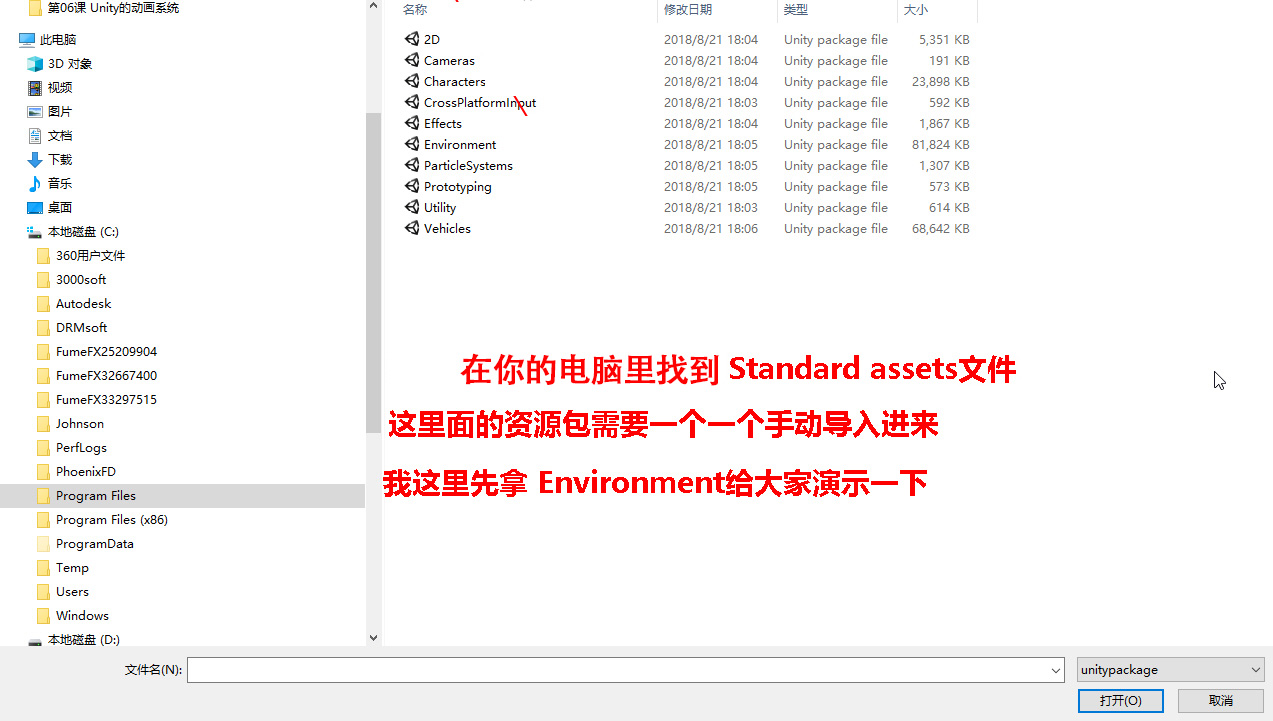 第06课 Unity的动画系统
此电脑
3D 对象
视频
图片
文档
下载
音乐
桌面
本地磁盘 (C:)
360用户文件
3000soft
Autodesk
DRMsoft
FumeFX25209904
FumeFX32667400
FumeFX33297515
Johnson
PerfLogs
PhoenixFD
Program Files
Program Files (x86)
ProgramData
Temp
Users
Windows
本地磁盘 (D:)
名称 修改日期 类型 大小
2D 2018/8/21 18:04 Unity package file 5,351 KB
Cameras 2018/8/21 18:04 Unity package file 191 KB
Characters 2018/8/21 18:04 Unity package file 23,898 KB
CrossPlatformInput 2018/8/21 18:03 Unity package file 592 KB
Effects 2018/8/21 18:04 Unity package file 1,867 KB
Environment 2018/8/21 18:05 Unity package file 81,824 KB
ParticleSystems 2018/8/21 18:05 Unity package file 1,307 KB
Prototyping 2018/8/21 18:05 Unity package file 573 KB
Utility 2018/8/21 18:03 Unity package file 614 KB
Vehicles 2018/8/21 18:06 Unity package file 68,642 KB
在你的电脑里找到 Standard assets文件
这里面的资源包需要一个一个手动导入进来
我这里先拿 Environment给大家演示一下
文件名(N):
unitypackage
打开(O) 取消